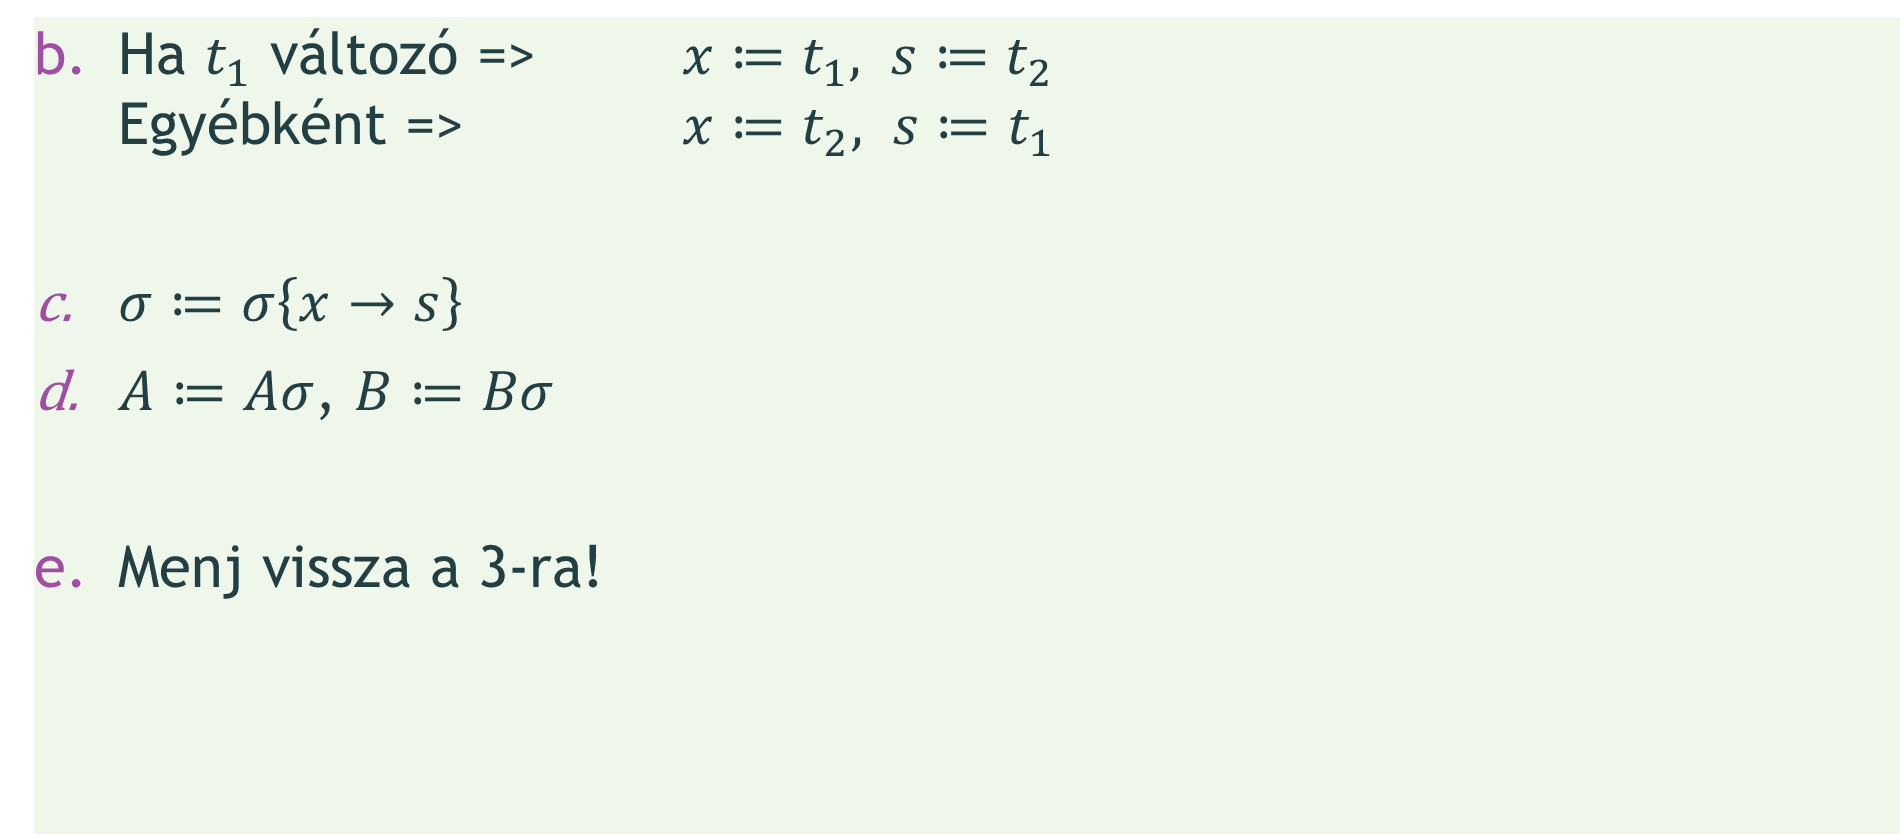 b. Ha t₁ változó => x ≔ t₁, s ≔ t₂
Egyébként => x ≔ t₂, s ≔ t₁
c. σ ≔ σ{x → s}
d. A ≔ Aσ, B ≔ Bσ
e. Menj vissza a 3-ra!